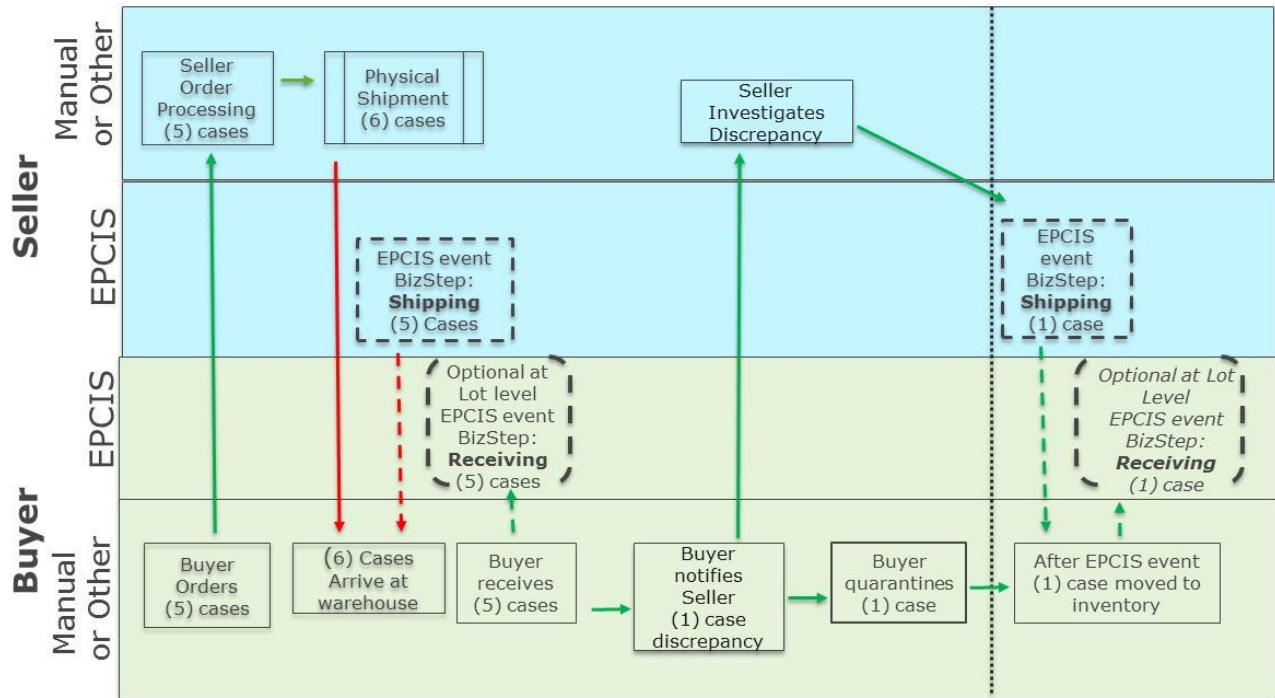 Seller
Manual
or Other
Seller
Order
Processing
(5) cases
Physical
Shipment
(6) cases
Seller
Investigates
Discrepancy
EPCIS
EPCIS event
BizStep:
Shipping
(5) Cases
EPCIS
event
BizStep:
Shipping
(1) case
Buyer
EPCIS
Optional at
Lot level
EPCIS event
BizStep:
Receiving
(5) cases
Optional at Lot
Level
EPCIS event
BizStep:
Receiving
(1) case
Manual
or Other
Buyer
Orders
(5) cases
(6) Cases
Arrive at
warehouse
Buyer
receives
(5) cases
Buyer
notifies
Seller
(1) case
discrepancy
Buyer
quarantines
(1) case
After EPCIS event
(1) case moved to
inventory